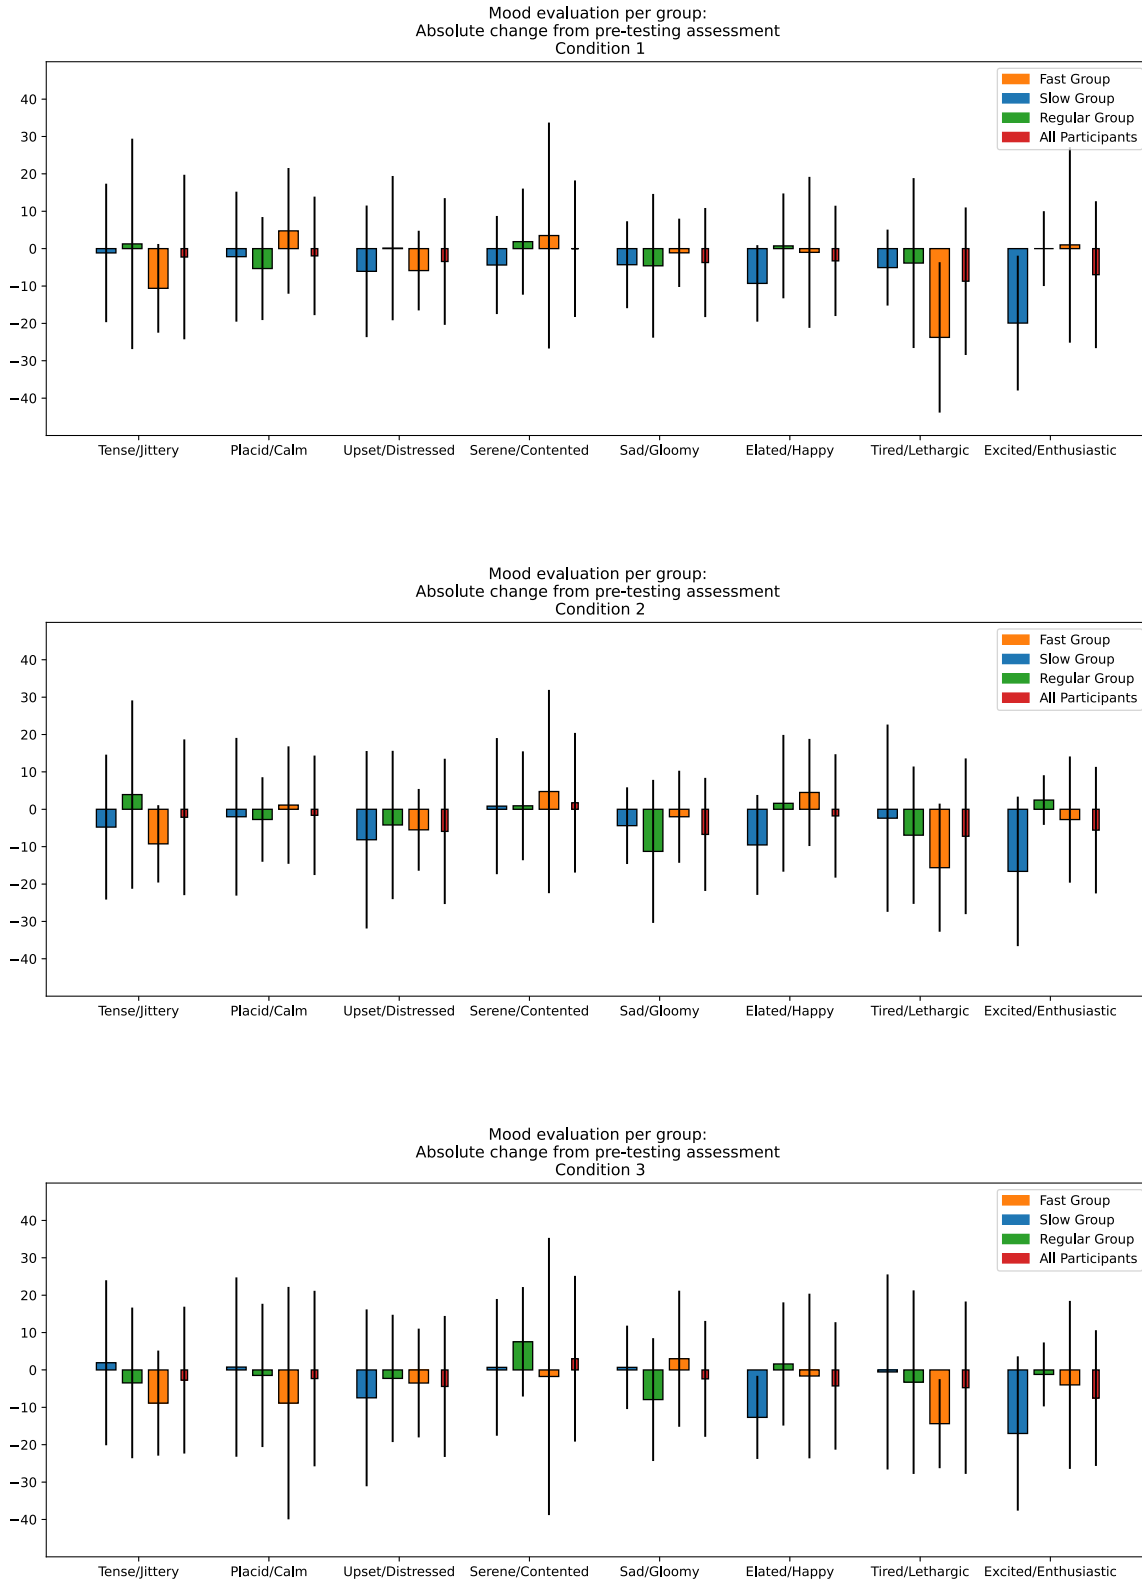 Mood evaluation per group:
Absolute change from pre-testing assessment
Condition 1
Fast Group
Slow Group
Regular Group
All Participants
40
30
20
10
0
−10
−20
−30
−40
Tense/Jittery Placid/Calm Upset/Distressed Serene/Contented Sad/Gloomy Elated/Happy Tired/Lethargic Excited/Enthusiastic
Mood evaluation per group:
Absolute change from pre-testing assessment
Condition 2
Fast Group
Slow Group
Regular Group
All Participants
40
30
20
10
0
−10
−20
−30
−40
Tense/Jittery Placid/Calm Upset/Distressed Serene/Contented Sad/Gloomy Elated/Happy Tired/Lethargic Excited/Enthusiastic
Mood evaluation per group:
Absolute change from pre-testing assessment
Condition 3
Fast Group
Slow Group
Regular Group
All Participants
40
30
20
10
0
−10
−20
−30
−40
Tense/Jittery Placid/Calm Upset/Distressed Serene/Contented Sad/Gloomy Elated/Happy Tired/Lethargic Excited/Enthusiastic